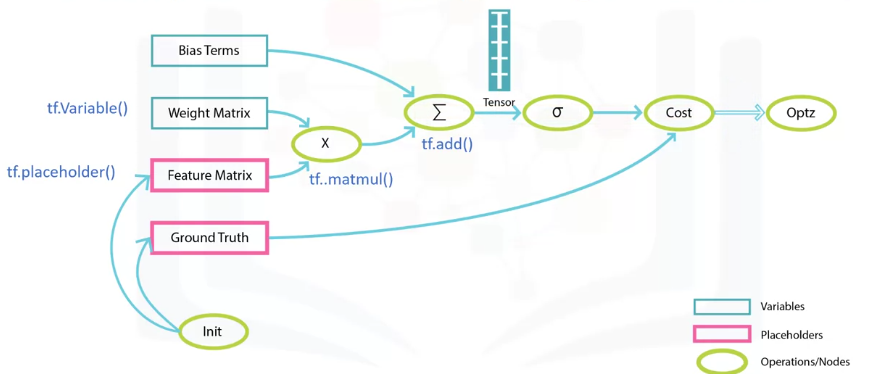 Bias Terms
tf.Variable()
Weight Matrix
Σ
Tensor
σ
Cost
Optz
X
tf.add()
tf.placeholder()
Feature Matrix
tf..matmul()
Ground Truth
Init
Variables
Placeholders
Operations/Nodes